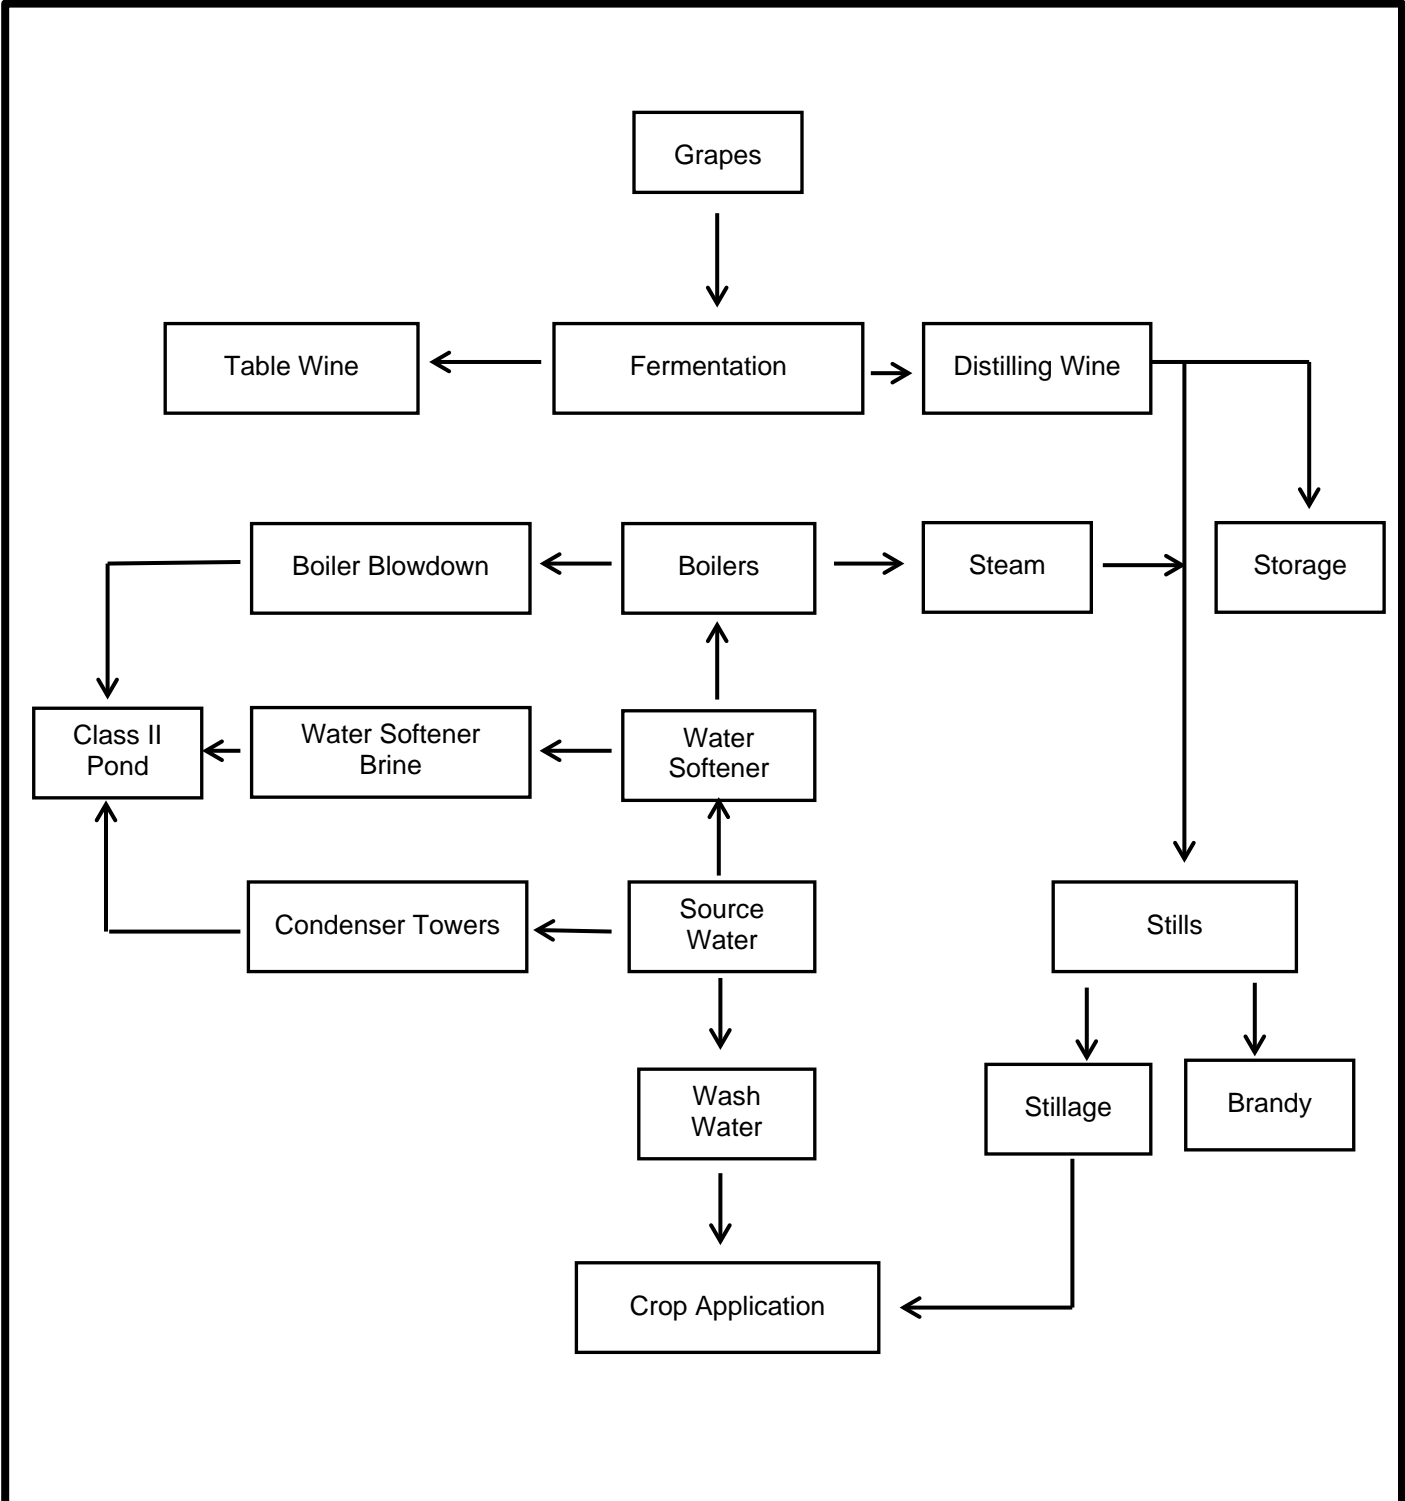 Grapes
Table Wine
Fermentation
Distilling Wine
Boiler Blowdown
Boilers
Steam
Storage
Class II
Pond
Water Softener
Brine
Water
Softener
Condenser Towers
Source
Water
Stills
Wash
Water
Stillage
Brandy
Crop Application